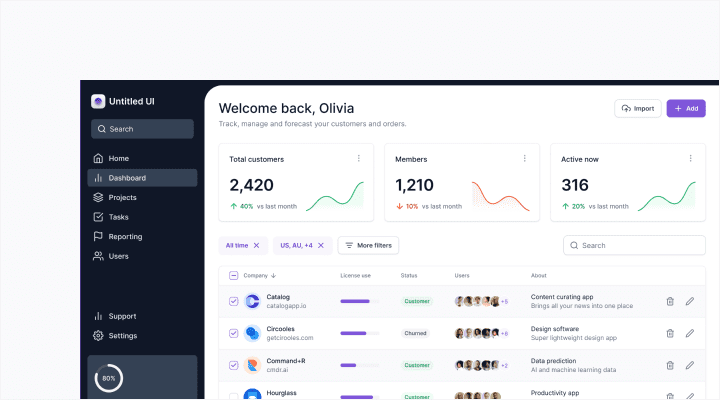 Untitled UI
Search
Home
Dashboard
Projects
Tasks
Reporting
Users
Support
Settings
80%
Welcome back, Olivia
Track, manage and forecast your customers and orders.
Import
Add
Total customers
2,420
40% vs last month
Members
1,210
10% vs last month
Active now
316
20% vs last month
All time
US, AU, +4
More filters
Search
Company License use Status Users About
Catalog
catalogapp.io
Customer
+5
Content curating app
Brings all your news into one place
Circooles
getcirooles.com
Churned
+6
Design software
Super lightweight design app
Command+R
cmdr.ai
Customer
+2
Data prediction
AI and machine learning data
Hourglass
Customer
Productivity app